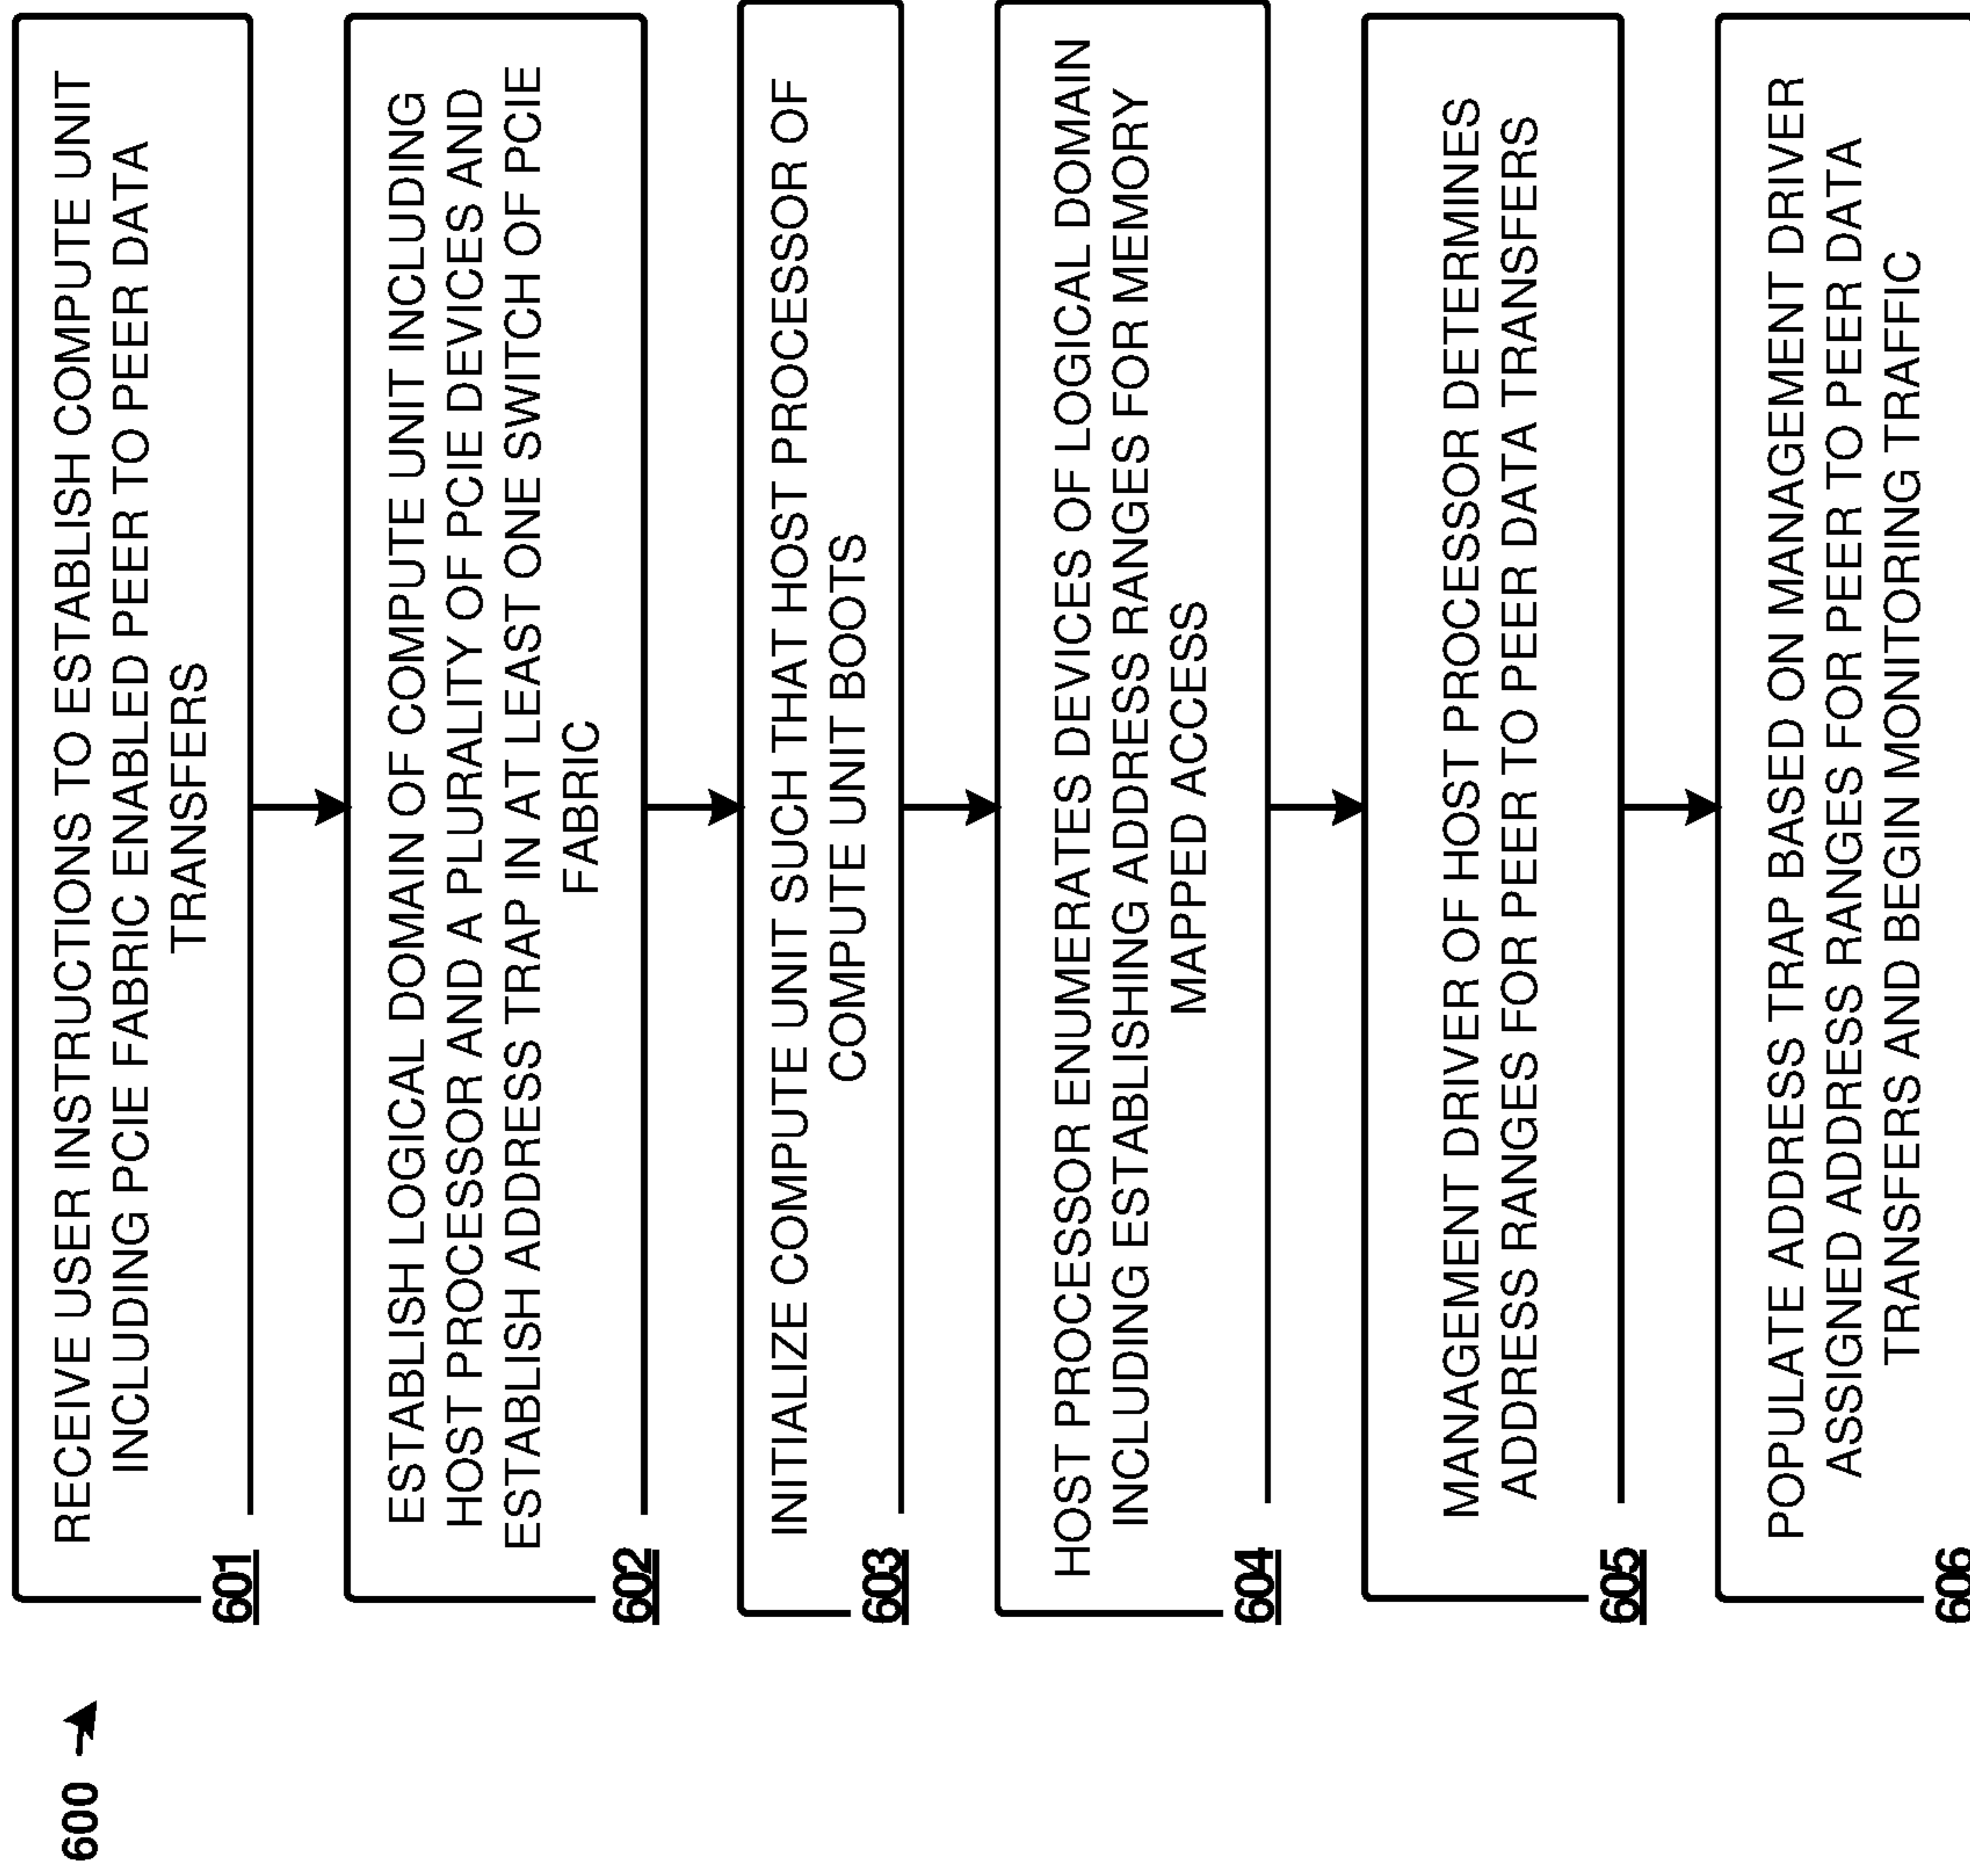 600
RECEIVE USER INSTRUCTIONS TO ESTABLISH COMPUTE UNIT
INCLUDING PCIE FABRIC ENABLED PEER TO PEER DATA
TRANSFERS
601
ESTABLISH LOGICAL DOMAIN OF COMPUTE UNIT INCLUDING
HOST PROCESSOR AND A PLURALITY OF PCIE DEVICES AND
ESTABLISH ADDRESS TRAP IN AT LEAST ONE SWITCH OF PCIE
FABRIC
602
INITIALIZE COMPUTE UNIT SUCH THAT HOST PROCESSOR OF
COMPUTE UNIT BOOTS
603
HOST PROCESSOR ENUMERATES DEVICES OF LOGICAL DOMAIN
INCLUDING ESTABLISHING ADDRESS RANGES FOR MEMORY
MAPPED ACCESS
604
MANAGEMENT DRIVER OF HOST PROCESSOR DETERMINES
ADDRESS RANGES FOR PEER TO PEER DATA TRANSFERS
605
POPULATE ADDRESS TRAP BASED ON MANAGEMENT DRIVER
ASSIGNED ADDRESS RANGES FOR PEER TO PEER DATA
TRANSFERS AND BEGIN MONITORING TRAFFIC
606